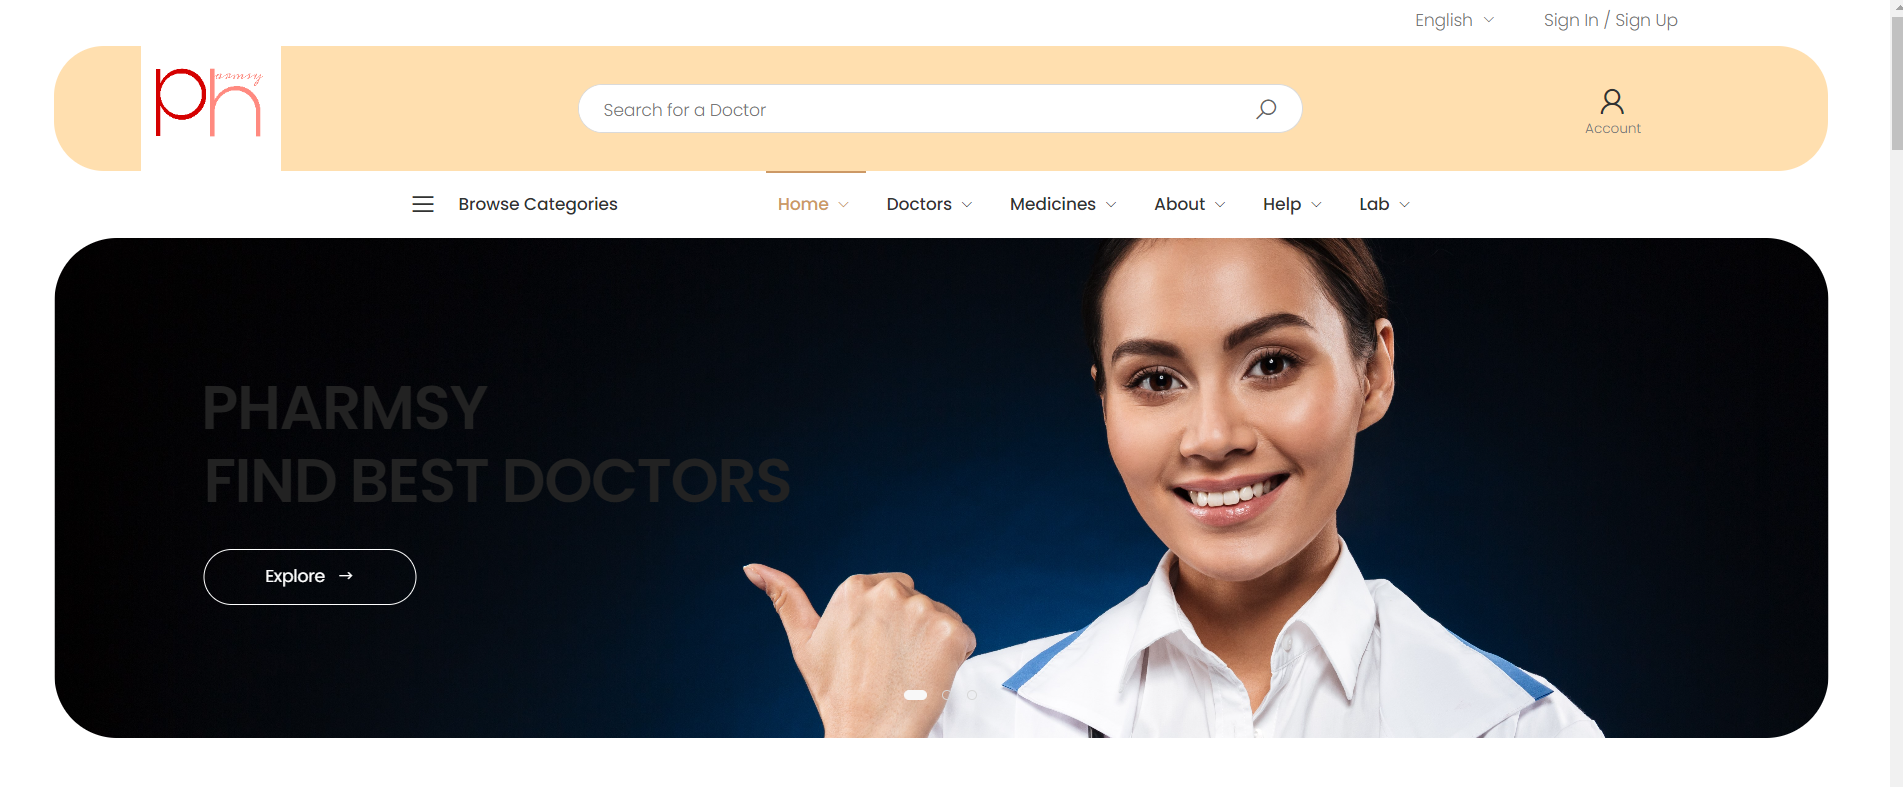 English
Sign In / Sign Up
ph
armsy
Search for a Doctor
Account
Browse Categories
Home
Doctors
Medicines
About
Help
Lab
PHARMSY
FIND BEST DOCTORS
Explore →